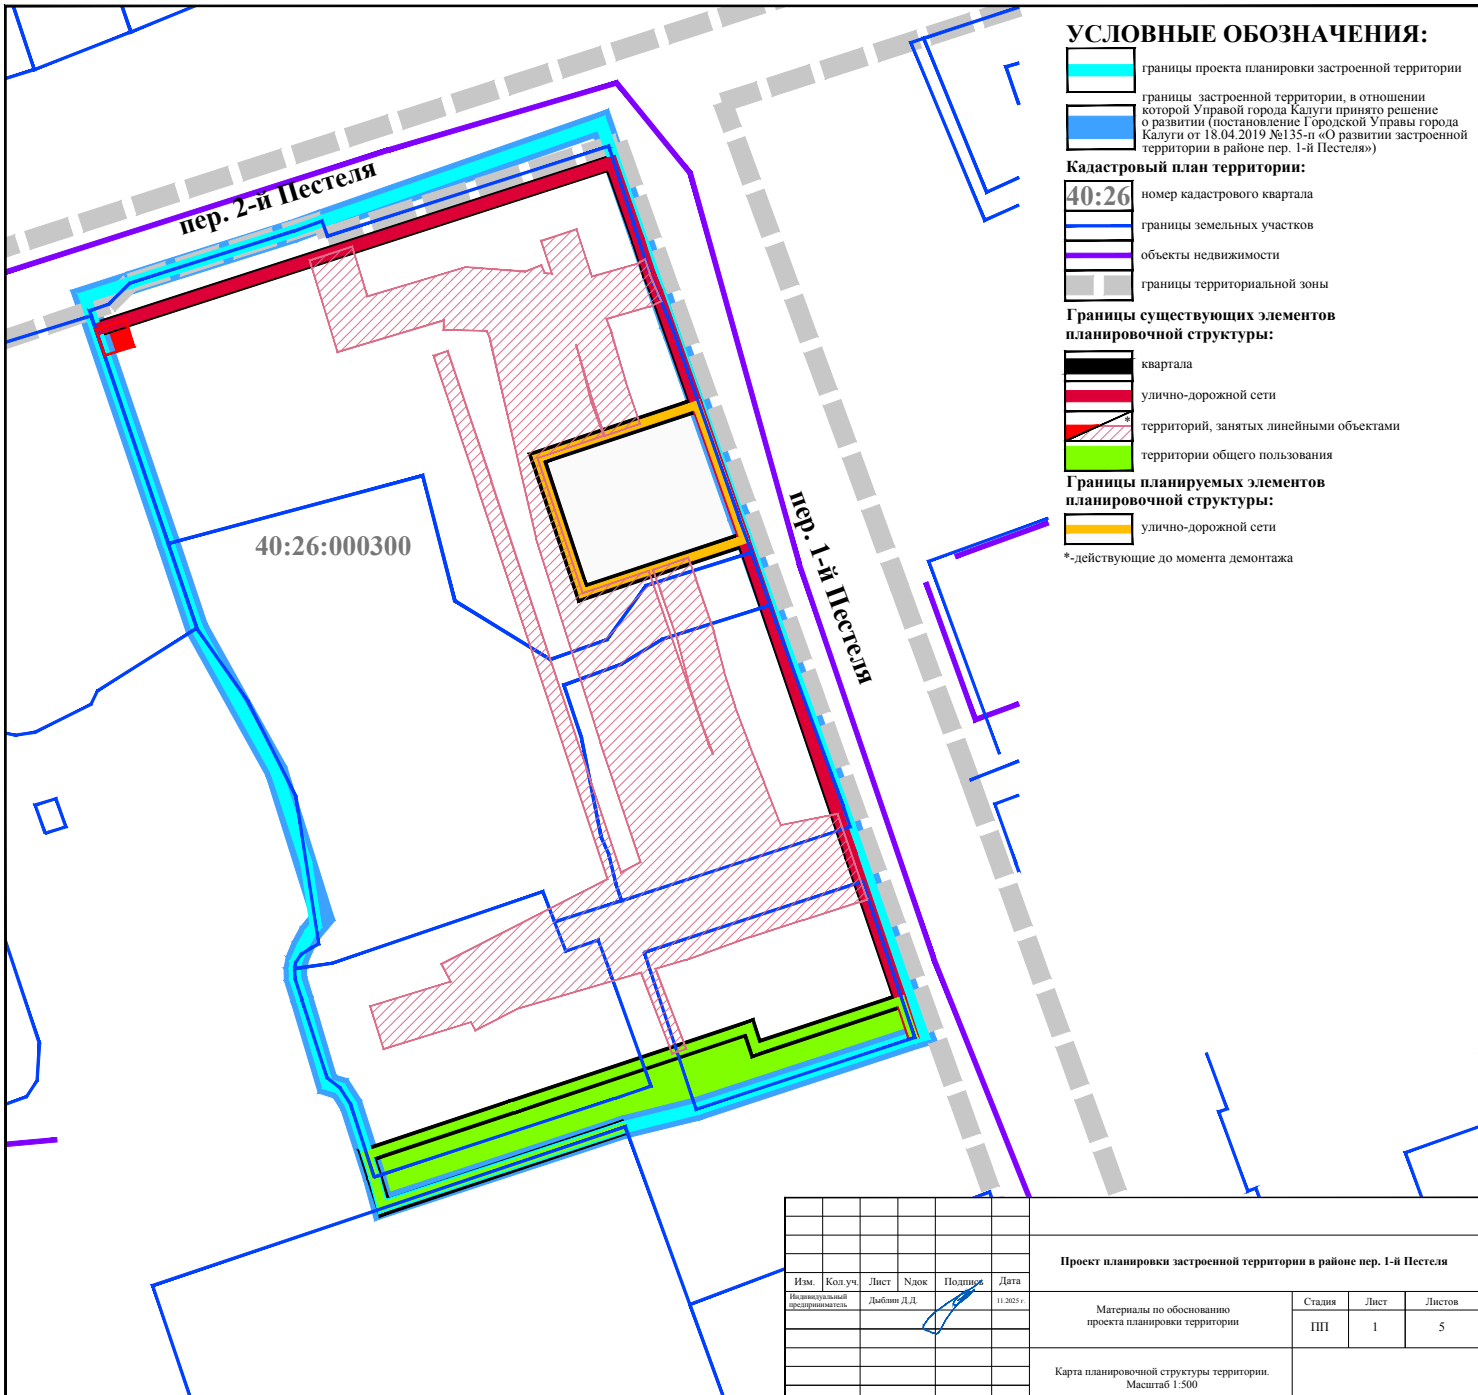 УСЛОВНЫЕ ОБОЗНАЧЕНИЯ:
границы проекта планировки застроенной территории
границы застроенной территории, в отношении
которой Управой города Калуги принято решение
о развитии (постановление Городской Управы города
Калуги от 18.04.2019 №135-п «О развитии застроенной
территории в районе пер. 1-й Пестеля»)
Кадастровый план территории:
40:26 номер кадастрового квартала
границы земельных участков
объекты недвижимости
границы территориальной зоны
Границы существующих элементов
планировочной структуры:
квартала
улично-дорожной сети
* территорий, занятых линейными объектами
территории общего пользования
Границы планируемых элементов
планировочной структуры:
улично-дорожной сети
*-действующие до момента демонтажа
пер. 2-й Пестеля
40:26:000300
пер. 1-й Пестеля
Проект планировки застроенной территории в районе пер. 1-й Пестеля
Изм. Кол.уч. Лист Nдок Подпись Дата
Индивидуальный
предприниматель
Дыблин Д.Д. 11.2025 г.
Материалы по обоснованию
проекта планировки территории
Стадия Лист Листов
ПП 1 5
Карта планировочной структуры территории.
Масштаб 1:500